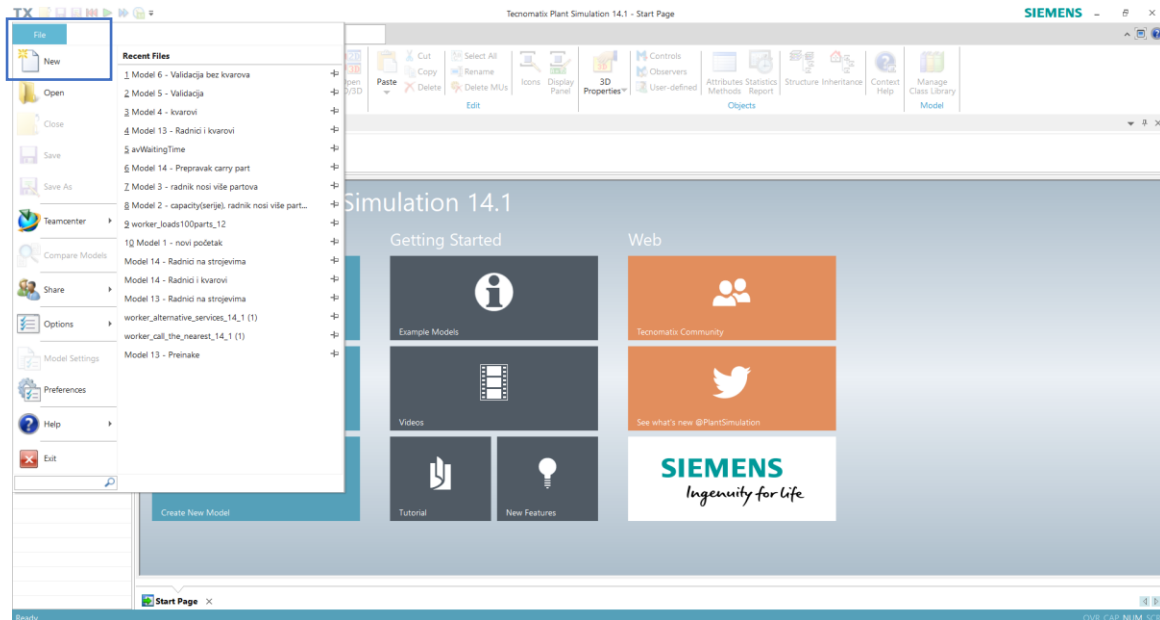 TX
Tecnomatix Plant Simulation 14.1 - Start Page
SIEMENS
File
New
Open
Close
Save
Save As
Teamcenter
Compare Models
Share
Options
Model Settings
Preferences
Help
Exit
Recent Files
1 Model 6 - Validacija bez kvarova
2 Model 5 - Validacija
3 Model 4 - kvarovi
4 Model 13 - Radnici i kvarovi
5 avWaitingTime
6 Model 14 - Prepravak carry part
7 Model 3 - radnik nosi više partova
8 Model 2 - capacity(serije), radnik nosi više part...
9 worker_loads100parts_12
10 Model 1 - novi početak
Model 14 - Radnici na strojevima
Model 14 - Radnici i kvarovi
Model 13 - Radnici na strojevima
worker_alternative_services_14_1 (1)
worker_call_the_nearest_14_1 (1)
Model 13 - Preinake
Paste
Cut
Copy
Delete
Select All
Rename
Delete MUs
Edit
Icons
Display Panel
3D Properties
Controls
Observers
User-defined
Attributes Methods
Statistics Report
Structure
Inheritance
Objects
Context Help
Manage Class Library
Model
Simulation 14.1
Getting Started
Web
Example Models
Tecnomatix Community
Videos
See what's new @PlantSimulation
Create New Model
Tutorial
New Features
SIEMENS
Ingenuity for life
Start Page
Ready
OVR CAP NUM SCR